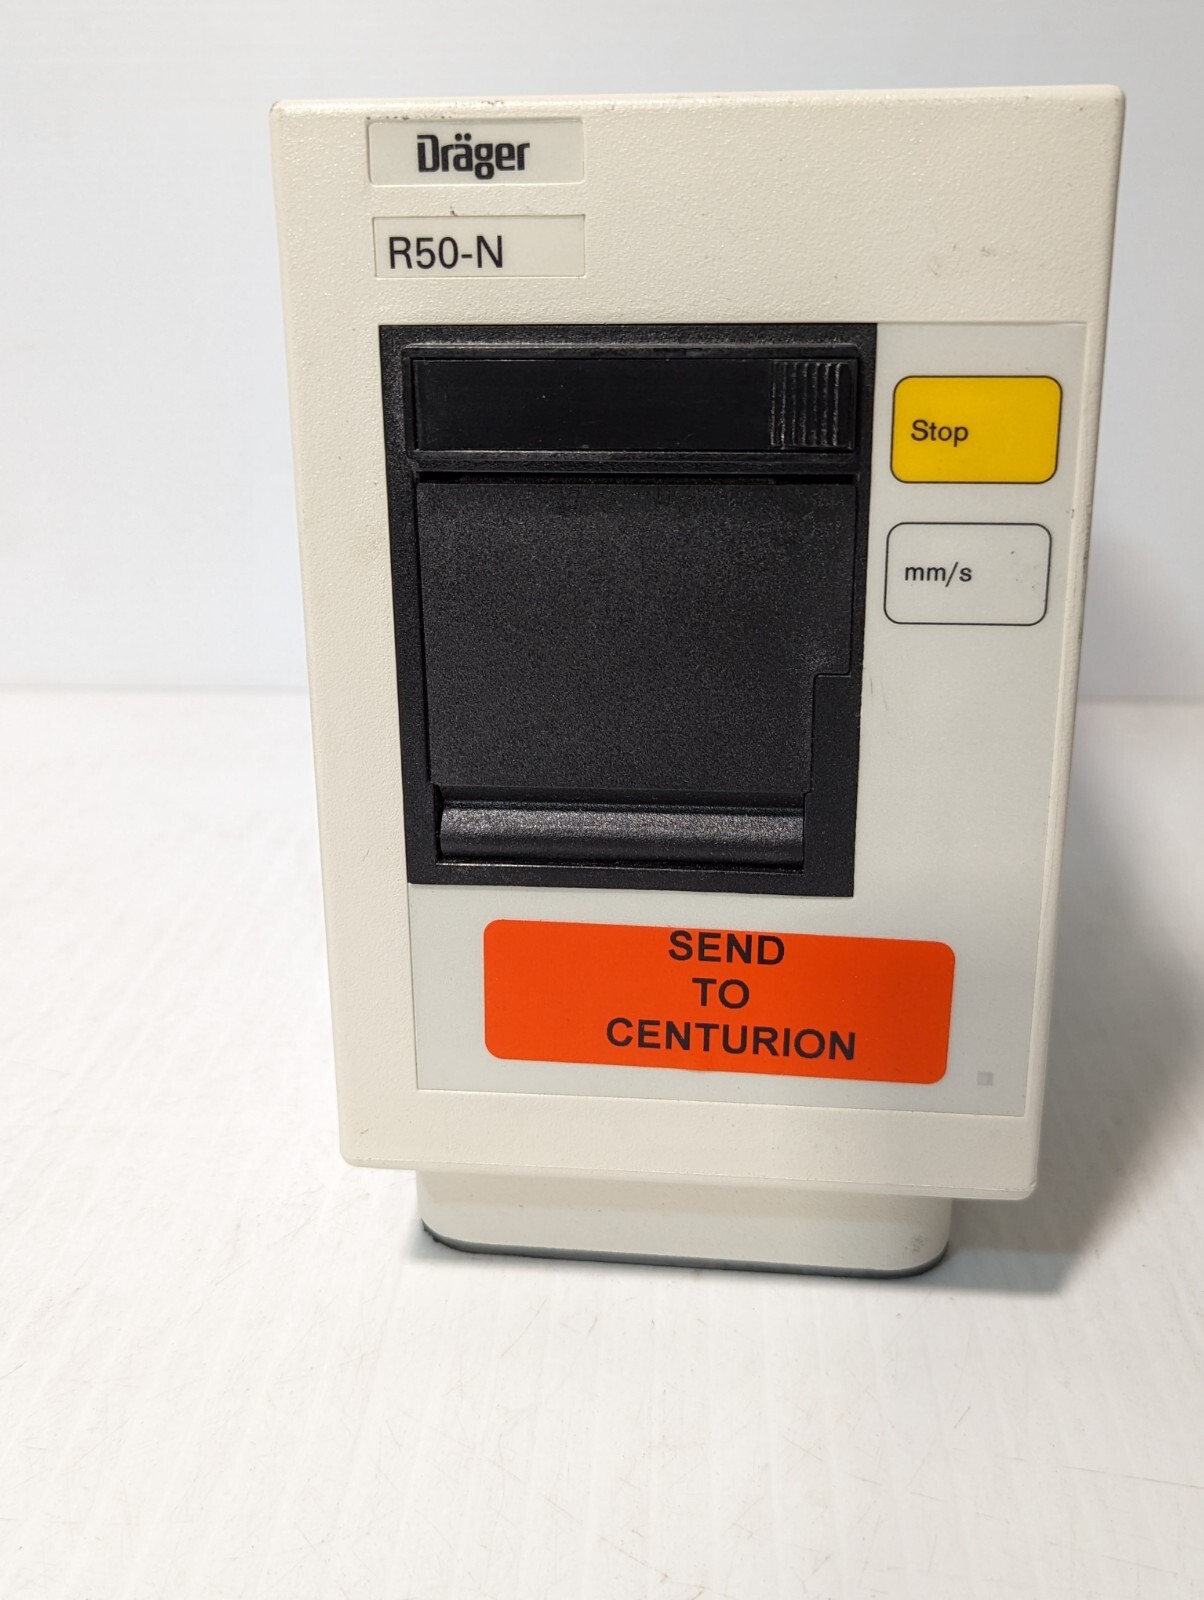 Dräger
R50-N
Stop
mm/s
SEND
TO
CENTURION